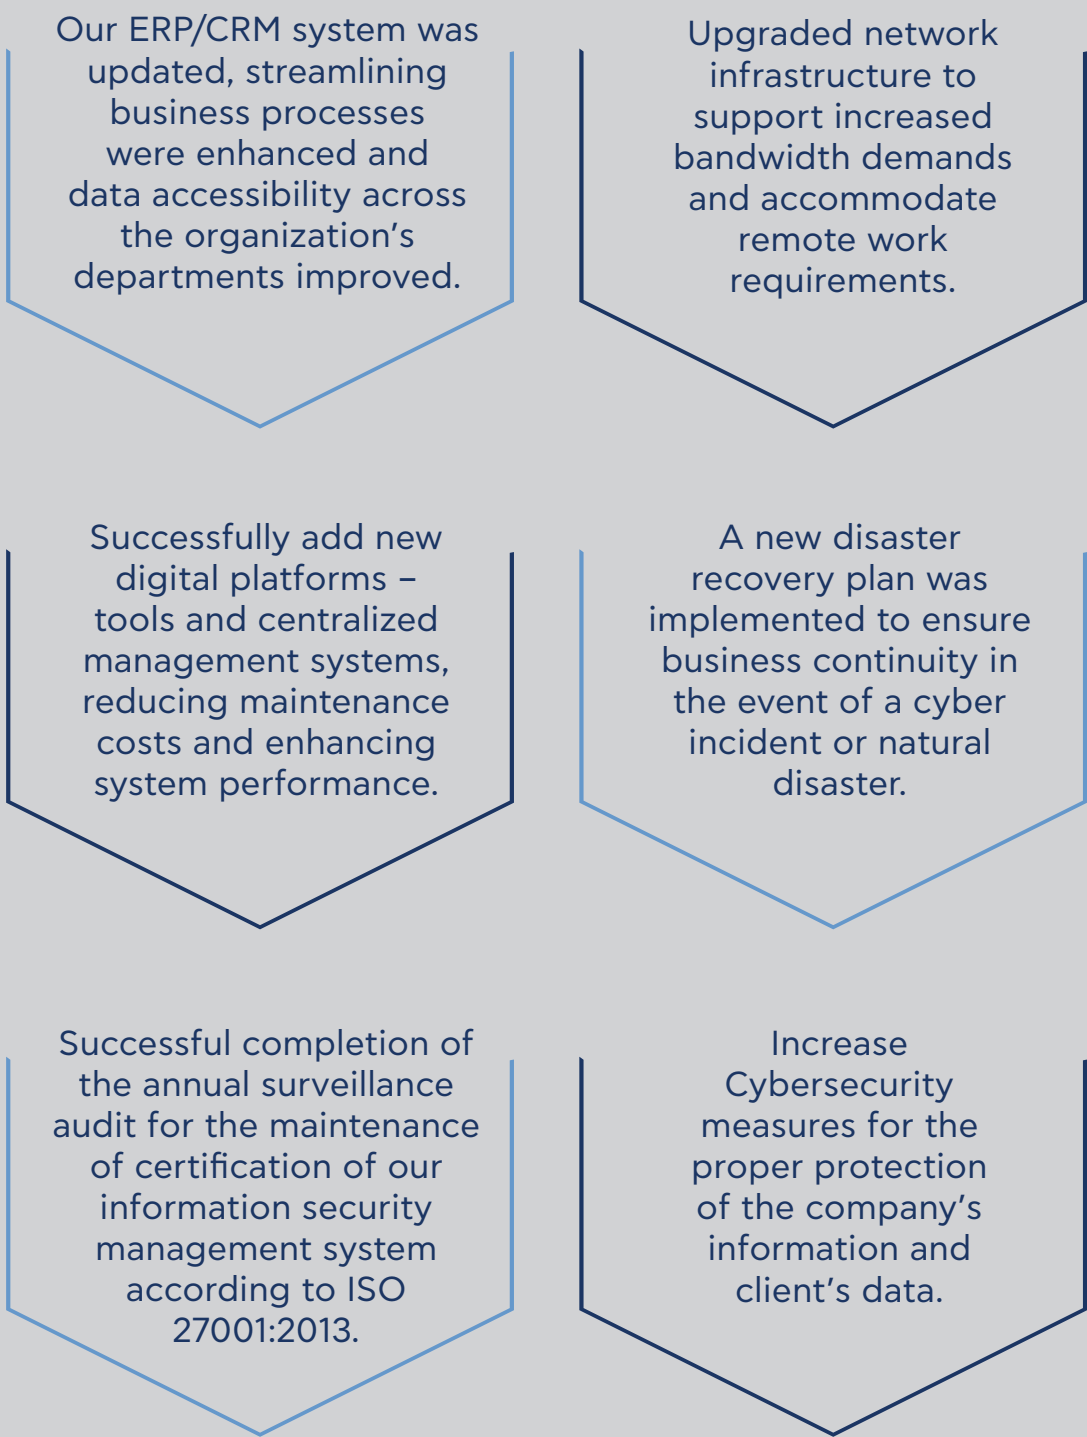 Our ERP/CRM system was
updated, streamlining
business processes
were enhanced and
data accessibility across
the organization's
departments improved.
Upgraded network
infrastructure to
support increased
bandwidth demands
and accommodate
remote work
requirements.
Successfully add new
digital platforms –
tools and centralized
management systems,
reducing maintenance
costs and enhancing
system performance.
A new disaster
recovery plan was
implemented to ensure
business continuity in
the event of a cyber
incident or natural
disaster.
Successful completion of
the annual surveillance
audit for the maintenance
of certification of our
information security
management system
according to ISO
27001:2013.
Increase
Cybersecurity
measures for the
proper protection
of the company's
information and
client's data.